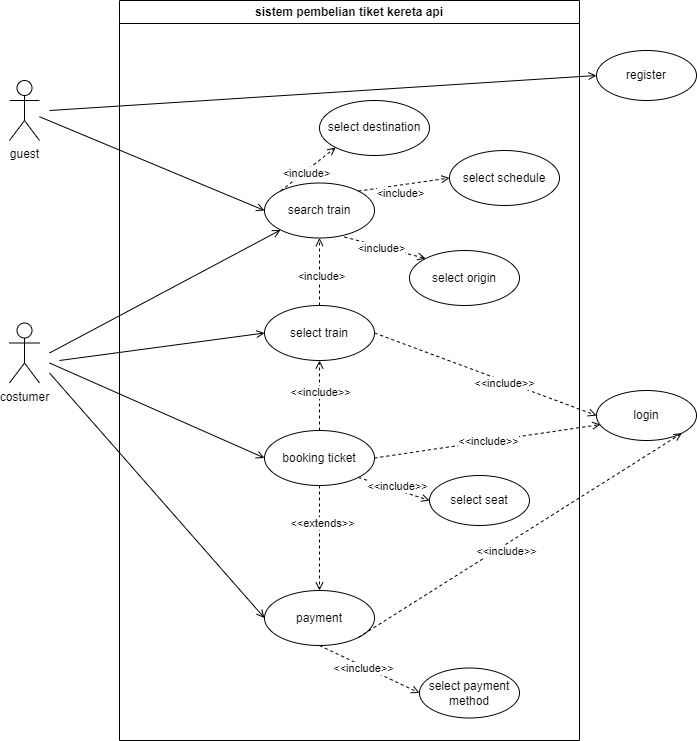 sistem pembelian tiket kereta api
register
guest
select destination
<include>
select schedule
<include>
search train
<include>
select origin
<include>
select train
<<include>>
costumer
<<include>>
login
<<include>>
booking ticket
<<include>>
select seat
<<extends>>
<<include>>
payment
<<include>>
select payment
method